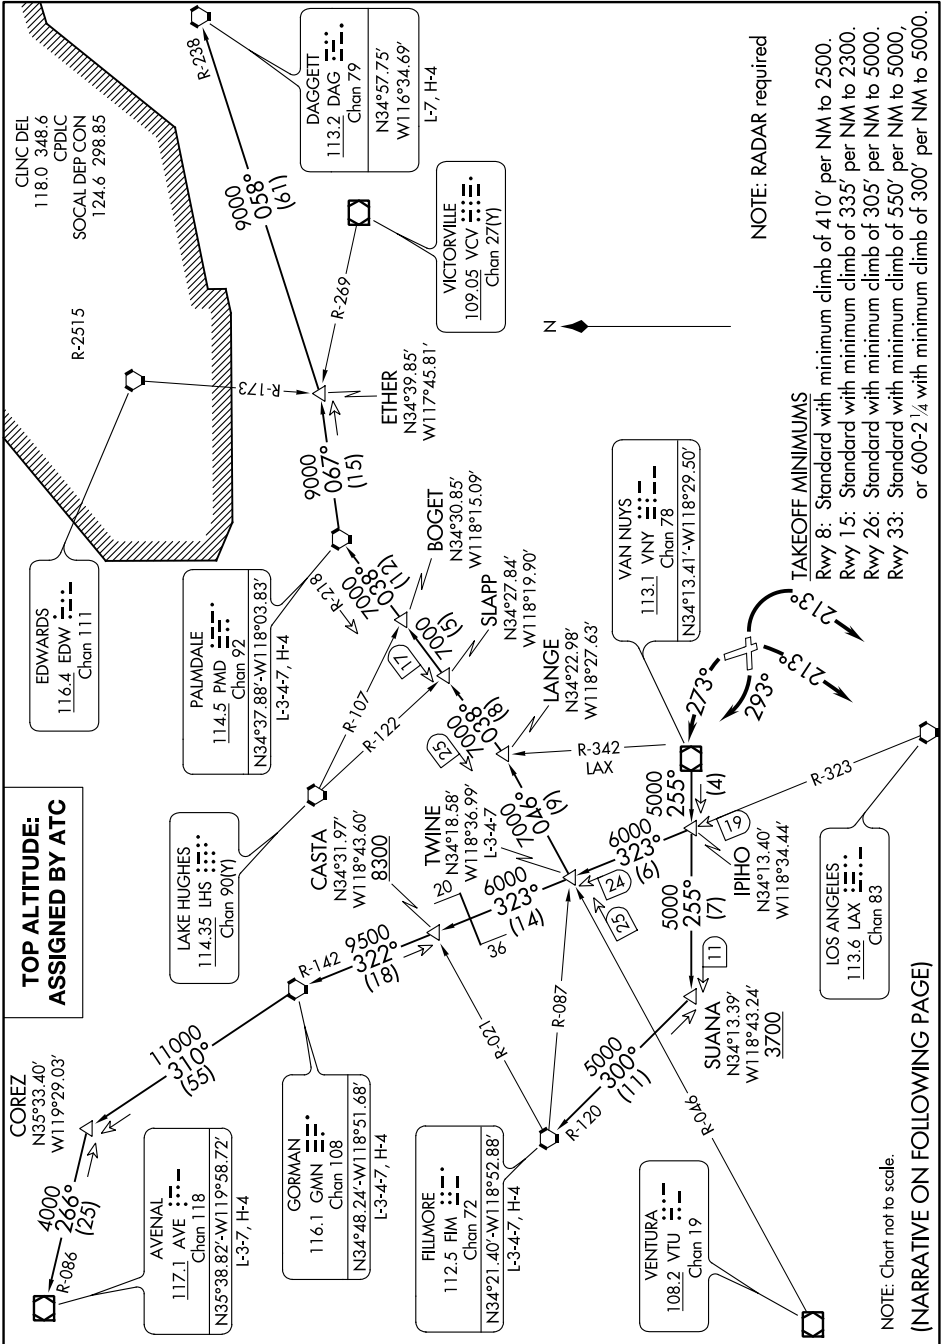 TOP ALTITUDE:
ASSIGNED BY ATC
CLNC DEL
118.0 348.6
CPDLC
SOCAL DEP CON
124.6 298.85
R-2515
COREZ
N35°33.40′
W119°29.03′
4000
266°
(25)
R-086
AVENAL
117.1 AVE
Chan 118
N35°38.82′-W119°58.72′
L-3-7, H-4
11000
310°
(55)
GORMAN
116.1 GMN
Chan 108
N34°48.24′-W118°51.68′
L-3-4-7, H-4
R-142
9500
322°
(18)
LAKE HUGHES
114.35 LHS
Chan 90(Y)
R-107
R-122
EDWARDS
116.4 EDW
Chan 111
R-173
PALMDALE
114.5 PMD
Chan 92
N34°37.88′-W118°03.83′
L-3-4-7, H-4
R-218
9000
067°
(15)
9000
058°
(61)
R-238
DAGGETT
113.2 DAG
Chan 79
N34°57.75′
W116°34.69′
L-7, H-4
VICTORVILLE
109.05 VCV
Chan 27(Y)
R-269
ETHER
N34°39.85′
W117°45.81′
7000
038°
(12)
BOGET
N34°30.85′
W118°15.09′
17
7000
(5)
SLAPP
N34°27.84′
W118°19.90′
7000
038°
(8)
25
LANGE
N34°22.98′
W118°27.63′
R-342
LAX
7000
046°
(9)
CASTA
N34°31.97′
W118°43.60′
8300
20
36
6000
323°
(14)
TWINE
N34°18.58′
W118°36.99′
L-3-4-7
24
25
6000
323°
(6)
R-021
R-087
FILLMORE
112.5 FIM
Chan 72
N34°21.40′-W118°52.88′
L-3-4-7, H-4
R-120
5000
300°
(11)
SUANA
N34°13.39′
W118°43.24′
3700
11
5000
255°
(7)
IPIHO
N34°13.40′
W118°34.44′
19
5000
255°
(4)
VAN NUYS
113.1 VNY
Chan 78
N34°13.41′-W118°29.50′
273°
293°
213°
213°
R-323
LOS ANGELES
113.6 LAX
Chan 83
R-046
VENTURA
108.2 VTU
Chan 19
N
NOTE: RADAR required
TAKEOFF MINIMUMS
Rwy 8: Standard with minimum climb of 410′ per NM to 2500.
Rwy 15: Standard with minimum climb of 335′ per NM to 2300.
Rwy 26: Standard with minimum climb of 305′ per NM to 5000.
Rwy 33: Standard with minimum climb of 550′ per NM to 5000,
or 600-2 ¼ with minimum climb of 300′ per NM to 5000.
NOTE: Chart not to scale.
(NARRATIVE ON FOLLOWING PAGE)